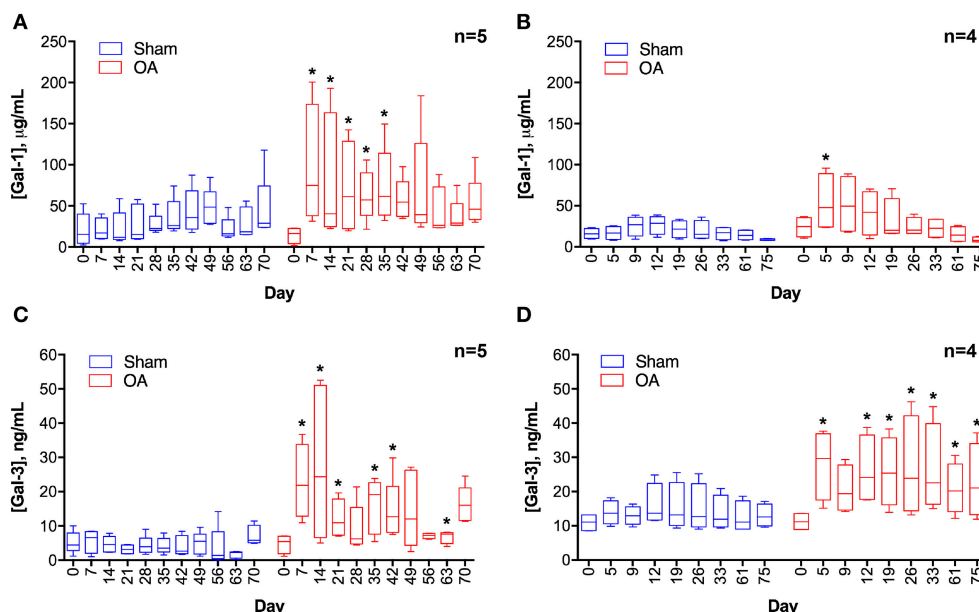 A
n=5
Sham
OA
[Gal-1], μg/mL
250
200
150
100
50
0
* * * * *
0 7 14 21 28 35 42 49 56 63 70 0 7 14 21 28 35 42 49 56 63 70
Day
B
n=4
Sham
OA
[Gal-1], μg/mL
250
200
150
100
50
0
*
0 5 9 12 19 26 33 61 75 0 5 9 12 19 26 33 61 75
Day
C
n=5
Sham
OA
[Gal-3], ng/mL
60
50
40
30
20
10
0
* * * * * *
0 7 14 21 28 35 42 49 56 63 70 0 7 14 21 28 35 42 49 56 63 70
Day
D
n=4
Sham
OA
[Gal-3], ng/mL
60
50
40
30
20
10
0
* * * * * * *
0 5 9 12 19 26 33 61 75 0 5 9 12 19 26 33 61 75
Day